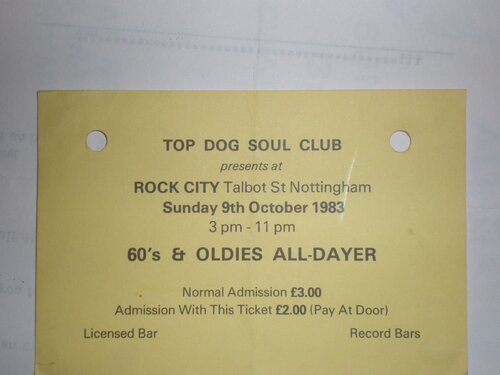 TOP DOG SOUL CLUB
presents at
ROCK CITY Talbot St Nottingham
Sunday 9th October 1983
3 pm - 11 pm
60's & OLDIES ALL-DAYER
Normal Admission £3.00
Admission With This Ticket £2.00 (Pay At Door)
Licensed Bar Record Bars